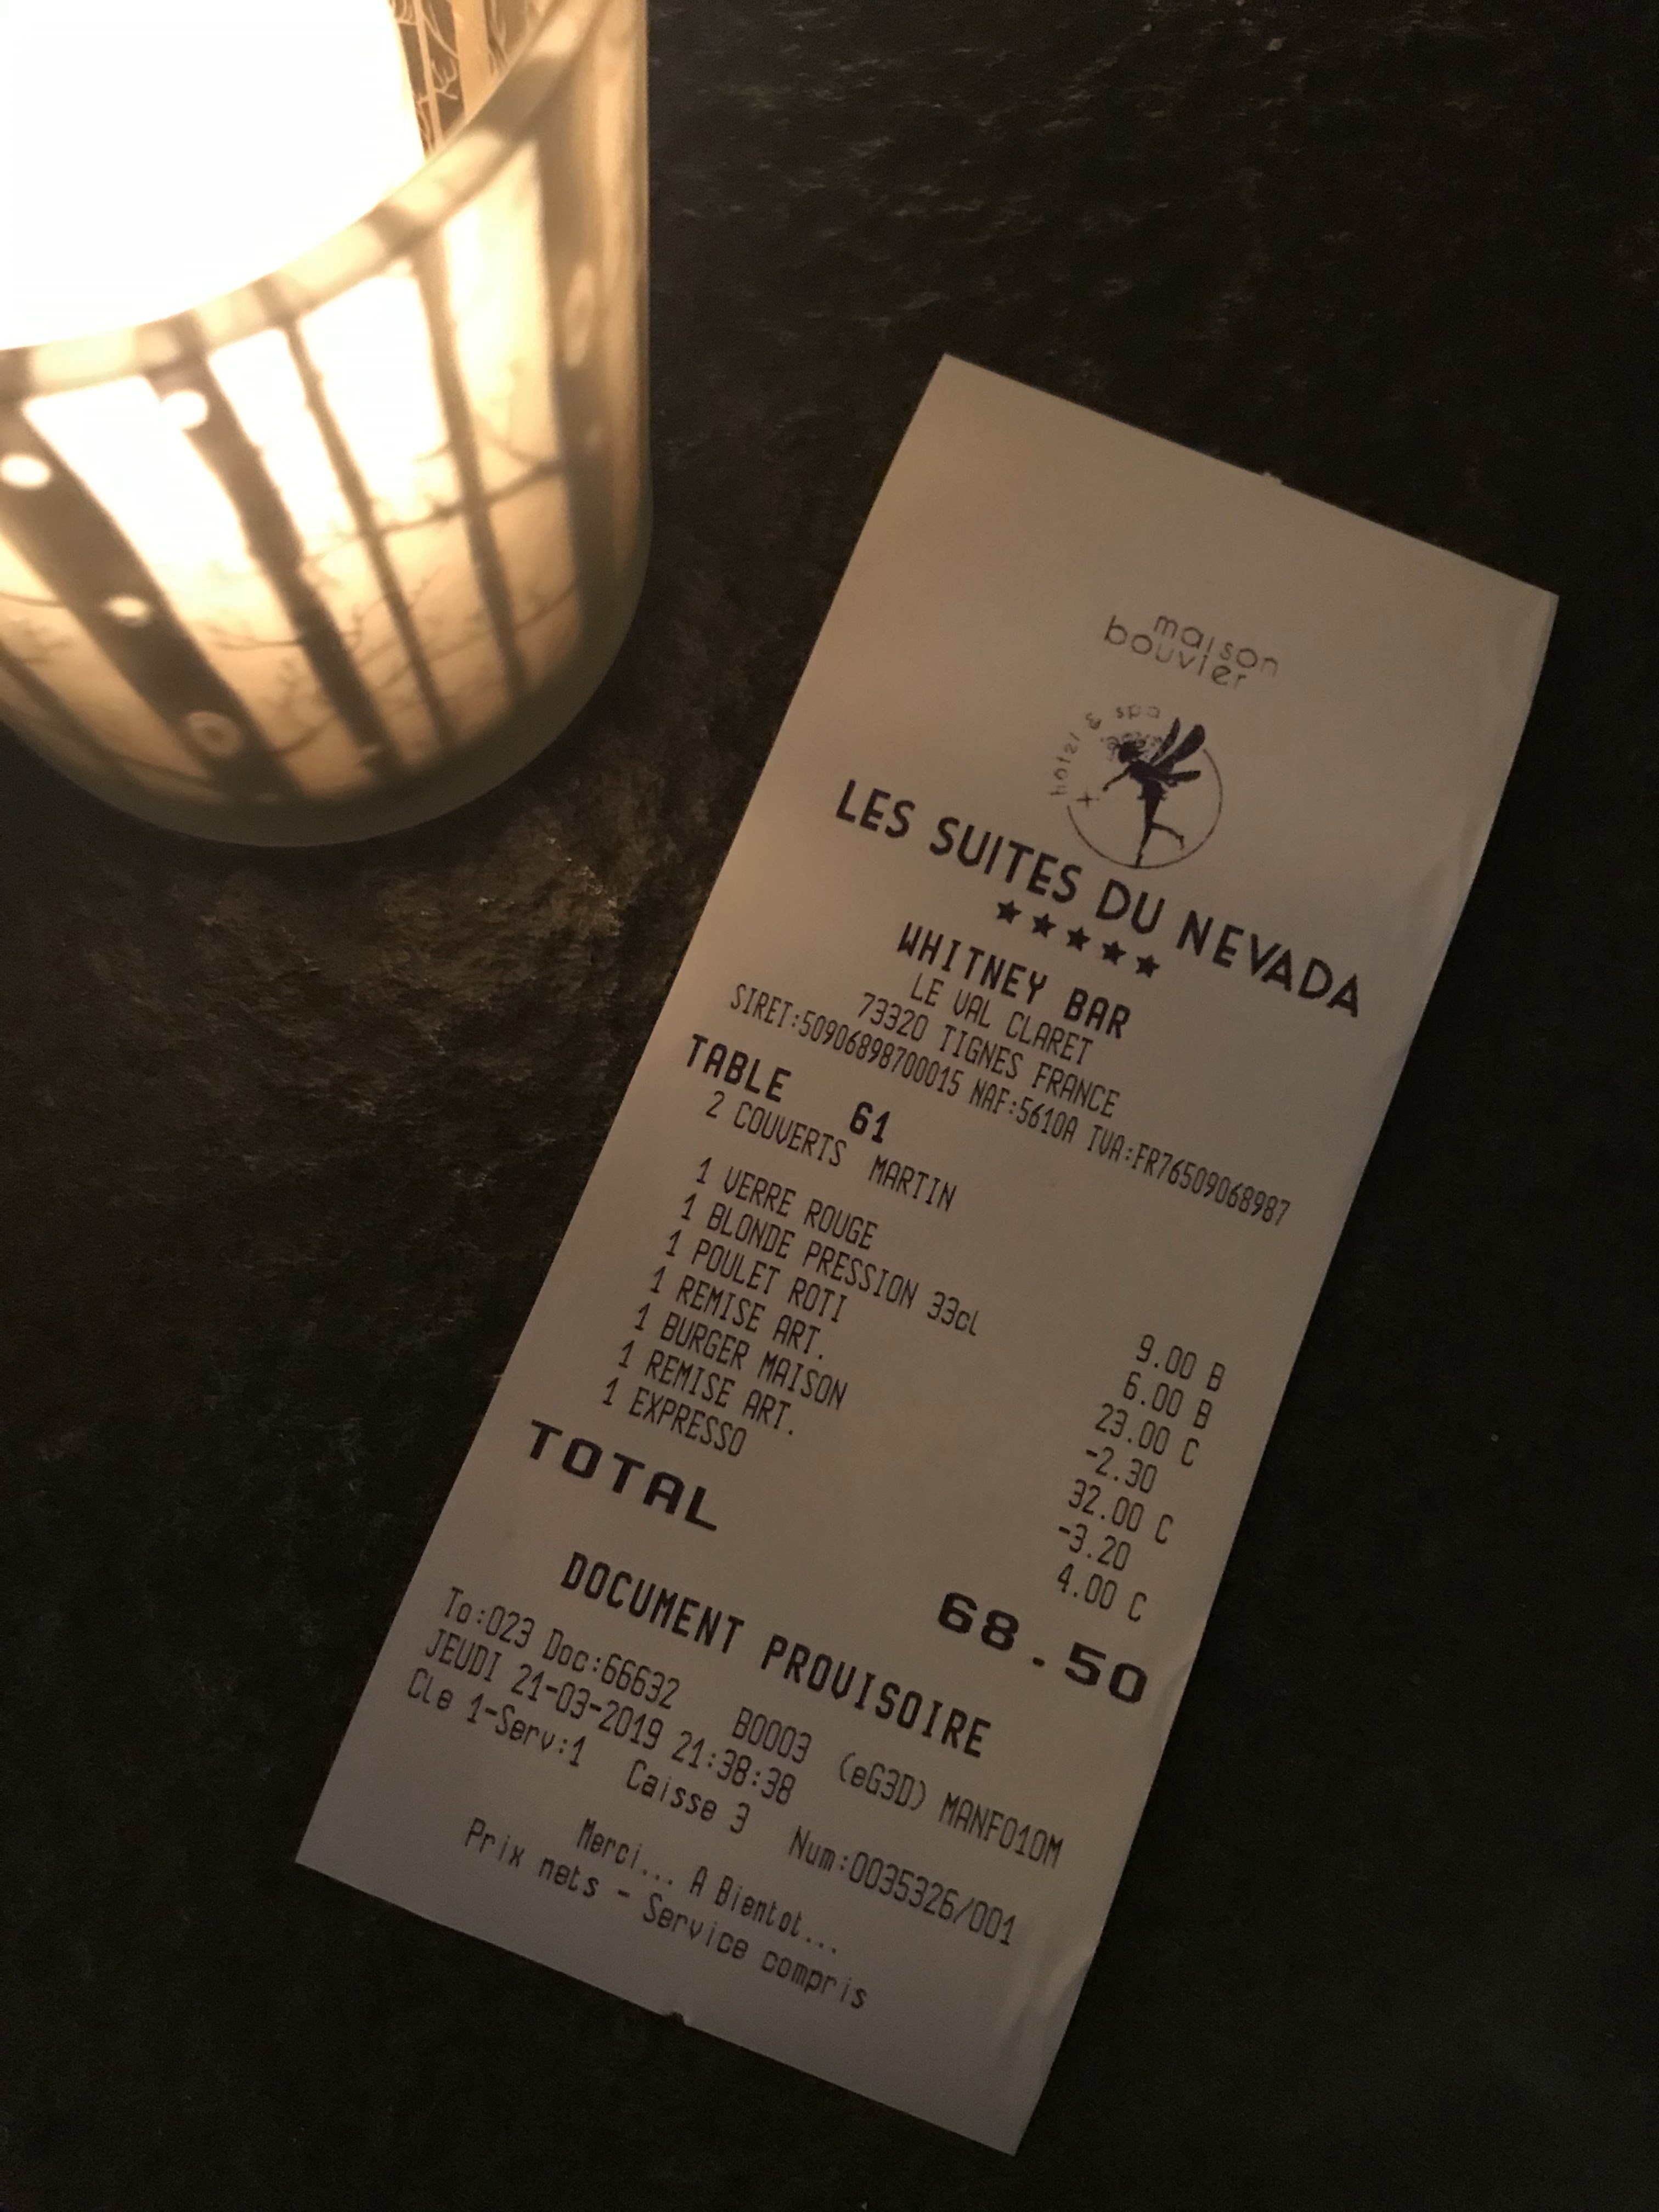 maison
bouvier
hotel & spa
LES SUITES DU NEVADA
★★★★★
WHITNEY BAR
LE VAL CLARET
73320 TIGNES FRANCE
SIRET:50906898700015 NAF:5610A TVA:FR76509068987
TABLE 61
2 COUVERTS MARTIN
1 VERRE ROUGE 9.00 B
1 BLONDE PRESSION 33cl 6.00 B
1 POULET ROTI 23.00 C
1 REMISE ART. -2.30
1 BURGER MAISON 32.00 C
1 REMISE ART. -3.20
1 EXPRESSO 4.00 C
TOTAL 68.50
DOCUMENT PROVISOIRE
To:023 Doc:66632 B0003 (eG3D) MANF010M
JEUDI 21-03-2019 21:38:38
Cle 1-Serv:1 Caisse 3 Num:0035326/001
Merci... A Bientot...
Prix nets - Service compris